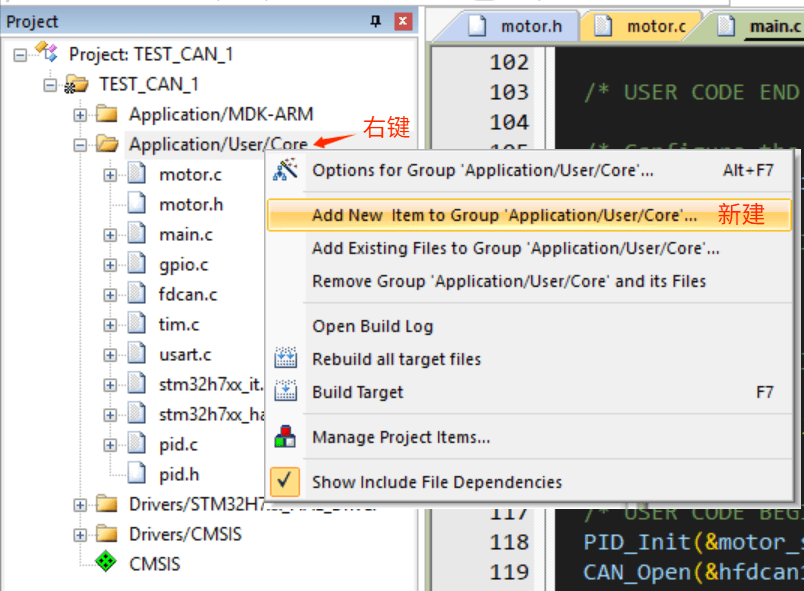 Project
motor.h
motor.c
main.c
Project: TEST_CAN_1
TEST_CAN_1
Application/MDK-ARM
Application/User/Core
右键
motor.c
motor.h
main.c
gpio.c
fdcan.c
tim.c
usart.c
stm32h7xx_it.
stm32h7xx_ha
pid.c
pid.h
Drivers/STM32H7
Drivers/CMSIS
CMSIS
Options for Group 'Application/User/Core'... Alt+F7
Add New Item to Group 'Application/User/Core'... 新建
Add Existing Files to Group 'Application/User/Core'...
Remove Group 'Application/User/Core' and its Files
Open Build Log
Rebuild all target files
Build Target F7
Manage Project Items...
Show Include File Dependencies
102
103 /* USER CODE END
104
105 /* Configure the
117 /* USER CODE BEG
118 PID_Init(&motor_s
119 CAN_Open(&hfdcan1